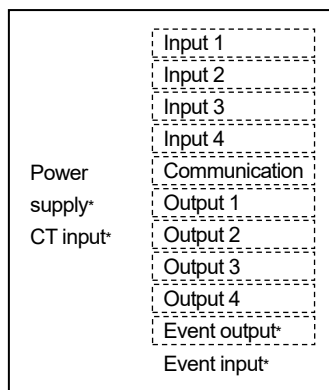 Input 1
Input 2
Input 3
Input 4
Power
supply*
CT input*
Communication
Output 1
Output 2
Output 3
Output 4
Event output*
Event input*